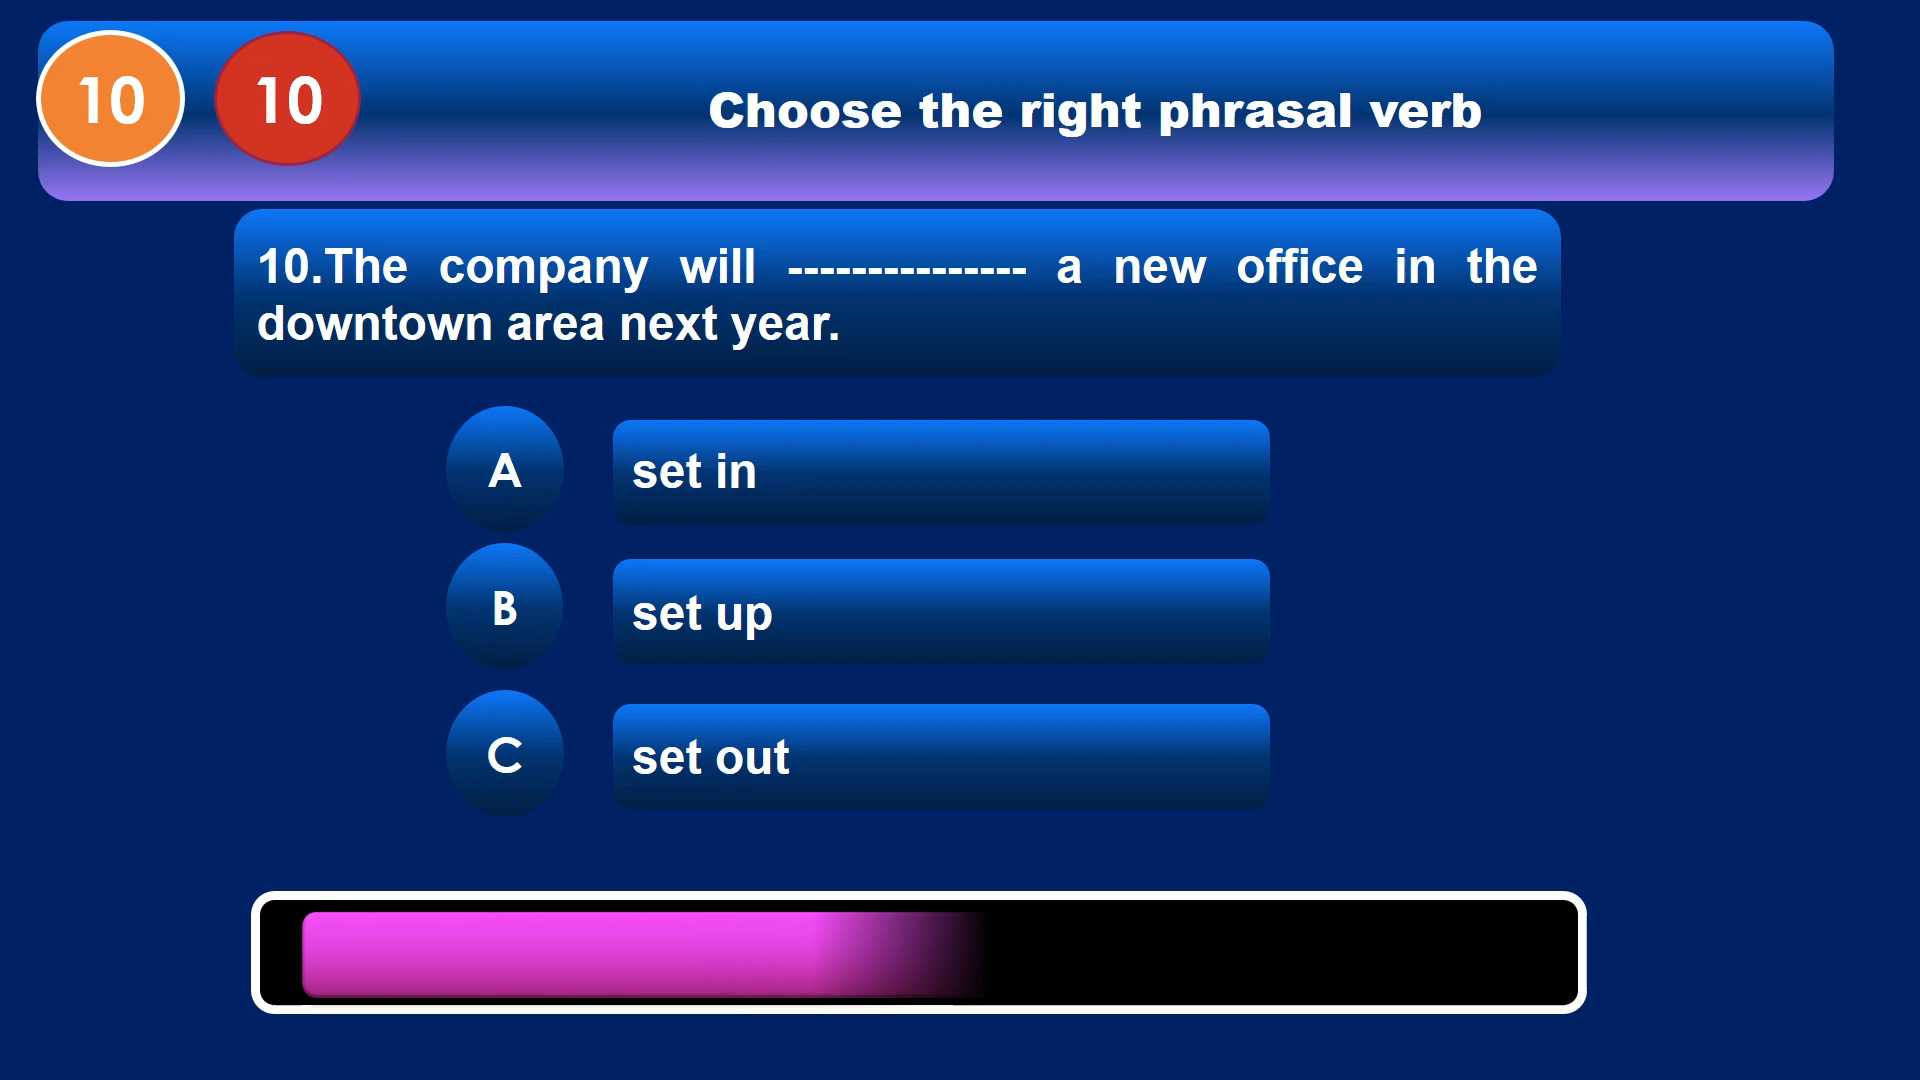 10
10
Choose the right phrasal verb
10.The company will --------------- a new office in the
downtown area next year.
A
set in
B
set up
C
set out